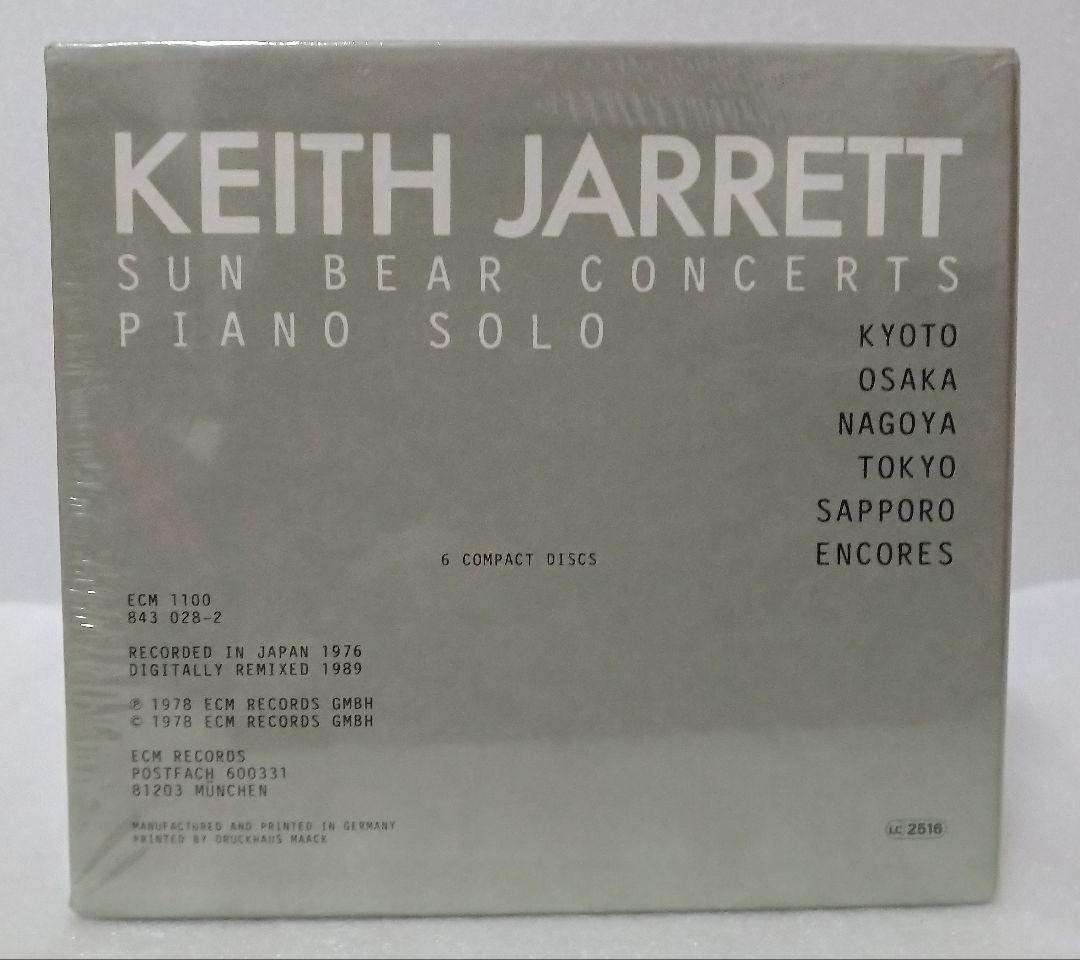 KEITH JARRETT
SUN BEAR CONCERTS
PIANO SOLO
KYOTO
OSAKA
NAGOYA
TOKYO
SAPPORO
ENCORES
6 COMPACT DISCS
ECM 1100
843 028-2
RECORDED IN JAPAN 1976
DIGITALLY REMIXED 1989
℗ 1978 ECM RECORDS GMBH
© 1978 ECM RECORDS GMBH
ECM RECORDS
POSTFACH 600331
81203 MÜNCHEN
MANUFACTURED AND PRINTED IN GERMANY
PRINTED BY DRUCKHAUS MAACK
LC 2516